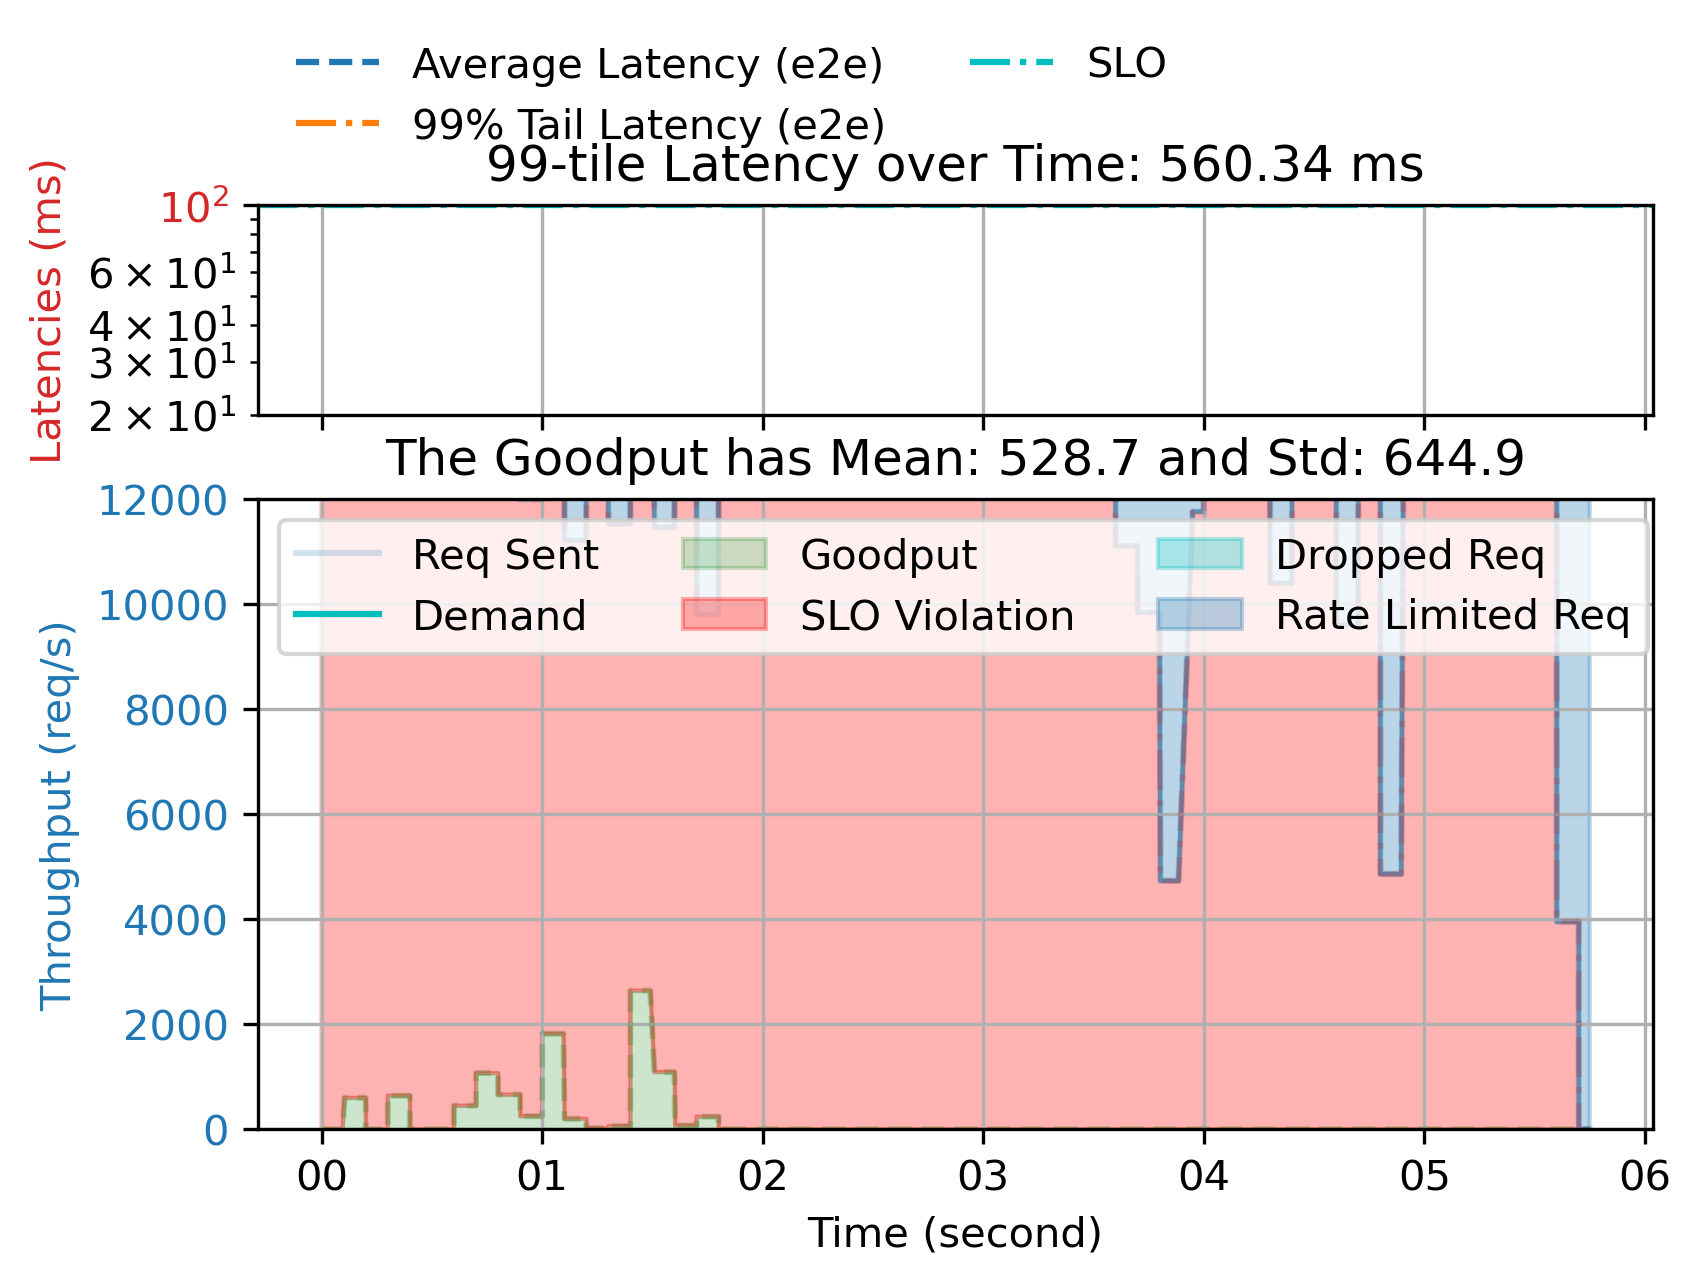 Average Latency (e2e) SLO
99% Tail Latency (e2e)
99-tile Latency over Time: 560.34 ms
Latencies (ms)
10²
6 × 10¹
4 × 10¹
3 × 10¹
2 × 10¹
The Goodput has Mean: 528.7 and Std: 644.9
Throughput (req/s)
12000
10000
8000
6000
4000
2000
0
Req Sent Goodput Dropped Req
Demand SLO Violation Rate Limited Req
00 01 02 03 04 05 06
Time (second)